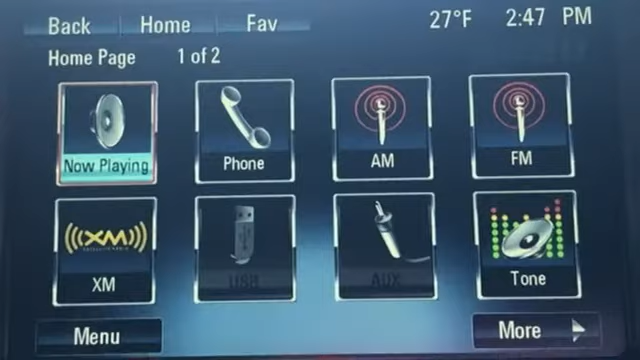 Back Home Fav 27°F 2:47 PM
Home Page 1 of 2
Now Playing Phone AM FM
XM
XM USB AUX Tone
Menu More